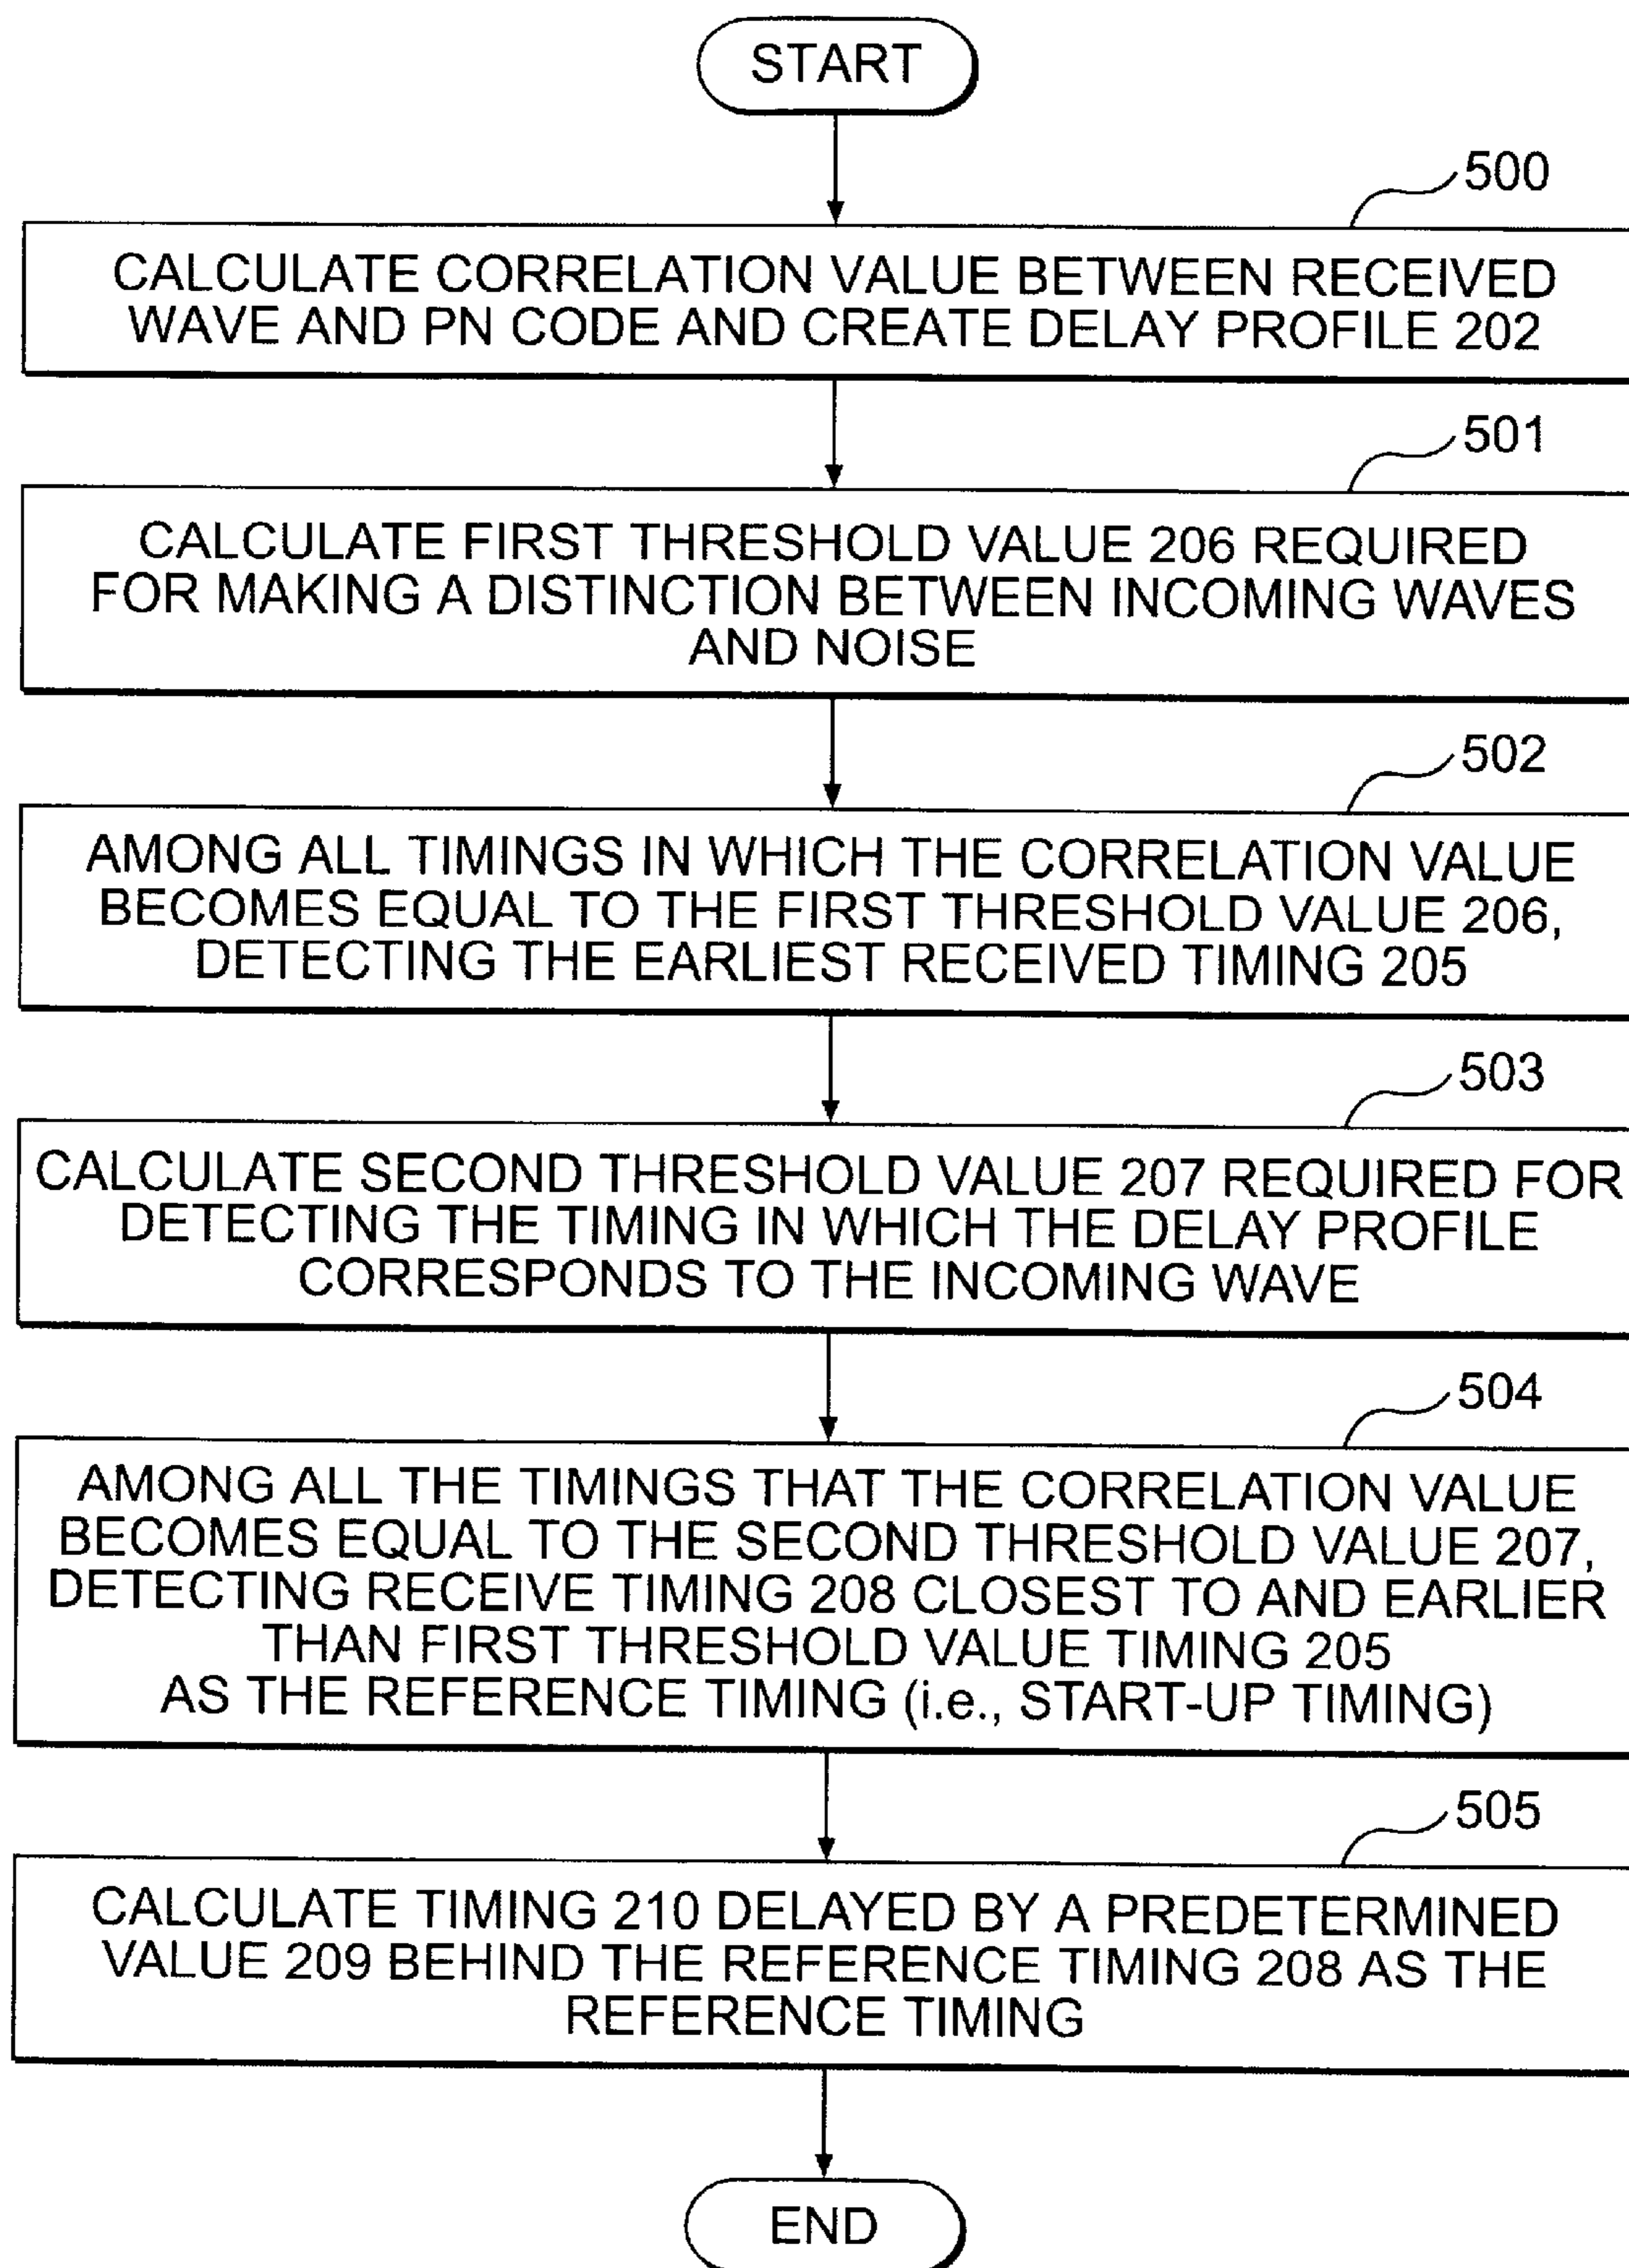 START
500
CALCULATE CORRELATION VALUE BETWEEN RECEIVED
WAVE AND PN CODE AND CREATE DELAY PROFILE 202
501
CALCULATE FIRST THRESHOLD VALUE 206 REQUIRED
FOR MAKING A DISTINCTION BETWEEN INCOMING WAVES
AND NOISE
502
AMONG ALL TIMINGS IN WHICH THE CORRELATION VALUE
BECOMES EQUAL TO THE FIRST THRESHOLD VALUE 206,
DETECTING THE EARLIEST RECEIVED TIMING 205
503
CALCULATE SECOND THRESHOLD VALUE 207 REQUIRED FOR
DETECTING THE TIMING IN WHICH THE DELAY PROFILE
CORRESPONDS TO THE INCOMING WAVE
504
AMONG ALL THE TIMINGS THAT THE CORRELATION VALUE
BECOMES EQUAL TO THE SECOND THRESHOLD VALUE 207,
DETECTING RECEIVE TIMING 208 CLOSEST TO AND EARLIER
THAN FIRST THRESHOLD VALUE TIMING 205
AS THE REFERENCE TIMING (i.e., START-UP TIMING)
505
CALCULATE TIMING 210 DELAYED BY A PREDETERMINED
VALUE 209 BEHIND THE REFERENCE TIMING 208 AS THE
REFERENCE TIMING
END